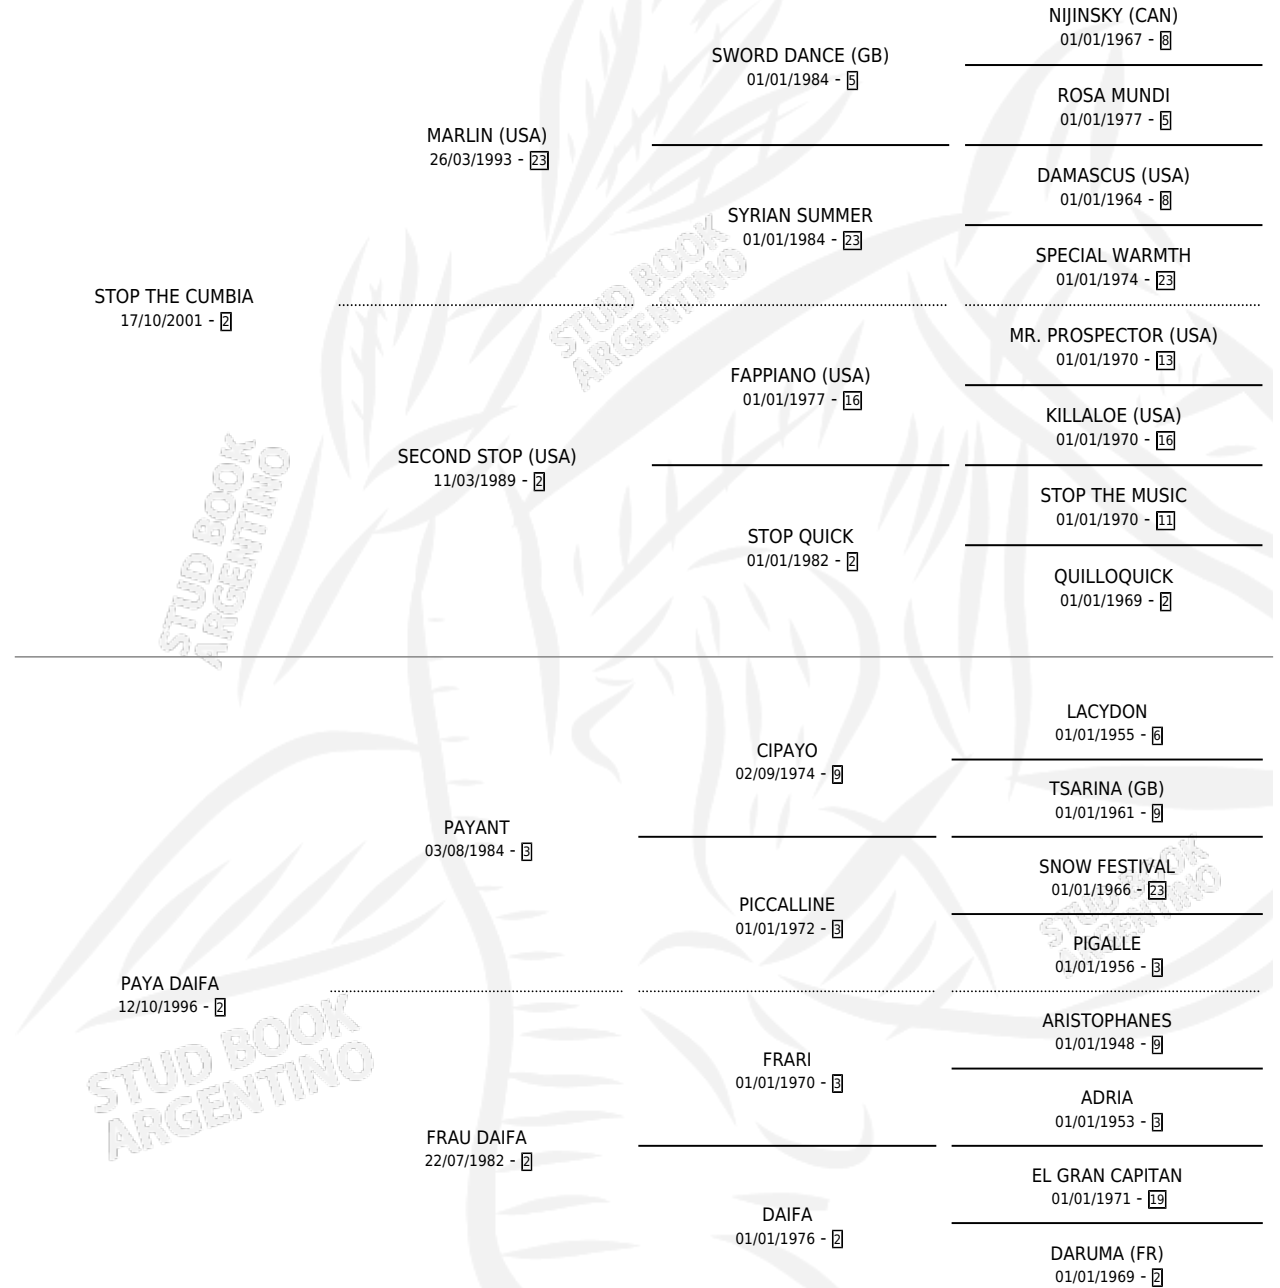 NIJINSKY (CAN)
01/01/1967 - 8
SWORD DANCE (GB)
01/01/1984 - 5
ROSA MUNDI
01/01/1977 - 5
MARLIN (USA)
26/03/1993 - 23
DAMASCUS (USA)
01/01/1964 - 8
SYRIAN SUMMER
01/01/1984 - 23
SPECIAL WARMTH
01/01/1974 - 23
STOP THE CUMBIA
17/10/2001 - 2
MR. PROSPECTOR (USA)
01/01/1970 - 13
FAPPIANO (USA)
01/01/1977 - 16
KILLALOE (USA)
01/01/1970 - 16
SECOND STOP (USA)
11/03/1989 - 2
STOP THE MUSIC
01/01/1970 - 11
STOP QUICK
01/01/1982 - 2
QUILLOQUICK
01/01/1969 - 2
LACYDON
01/01/1955 - 6
CIPAYO
02/09/1974 - 9
TSARINA (GB)
01/01/1961 - 9
PAYANT
03/08/1984 - 3
SNOW FESTIVAL
01/01/1966 - 23
PICCALLINE
01/01/1972 - 3
PIGALLE
01/01/1956 - 3
PAYA DAIFA
12/10/1996 - 2
ARISTOPHANES
01/01/1948 - 9
FRARI
01/01/1970 - 3
ADRIA
01/01/1953 - 3
FRAU DAIFA
22/07/1982 - 2
EL GRAN CAPITAN
01/01/1971 - 19
DAIFA
01/01/1976 - 2
DARUMA (FR)
01/01/1969 - 2
STUD BOOK
ARGENTINO
STUD BOOK
ARGENTINO
STUD BOOK
ARGENTINO
STUD BOOK
ARGENTINO